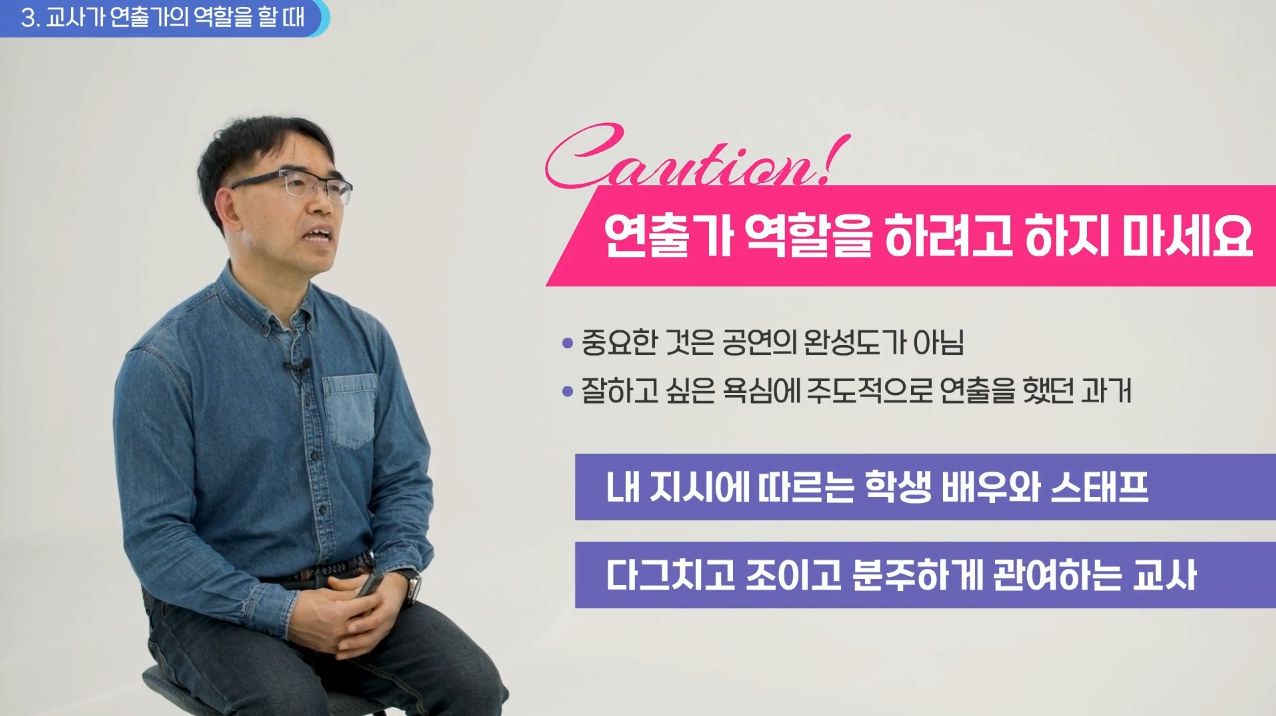 3. 교사가 연출가의 역할을 할 때
Caution!
연출가 역할을 하려고 하지 마세요
• 중요한 것은 공연의 완성도가 아님
• 잘하고 싶은 욕심에 주도적으로 연출을 했던 과거
내 지시에 따르는 학생 배우와 스태프
다그치고 조이고 분주하게 관여하는 교사